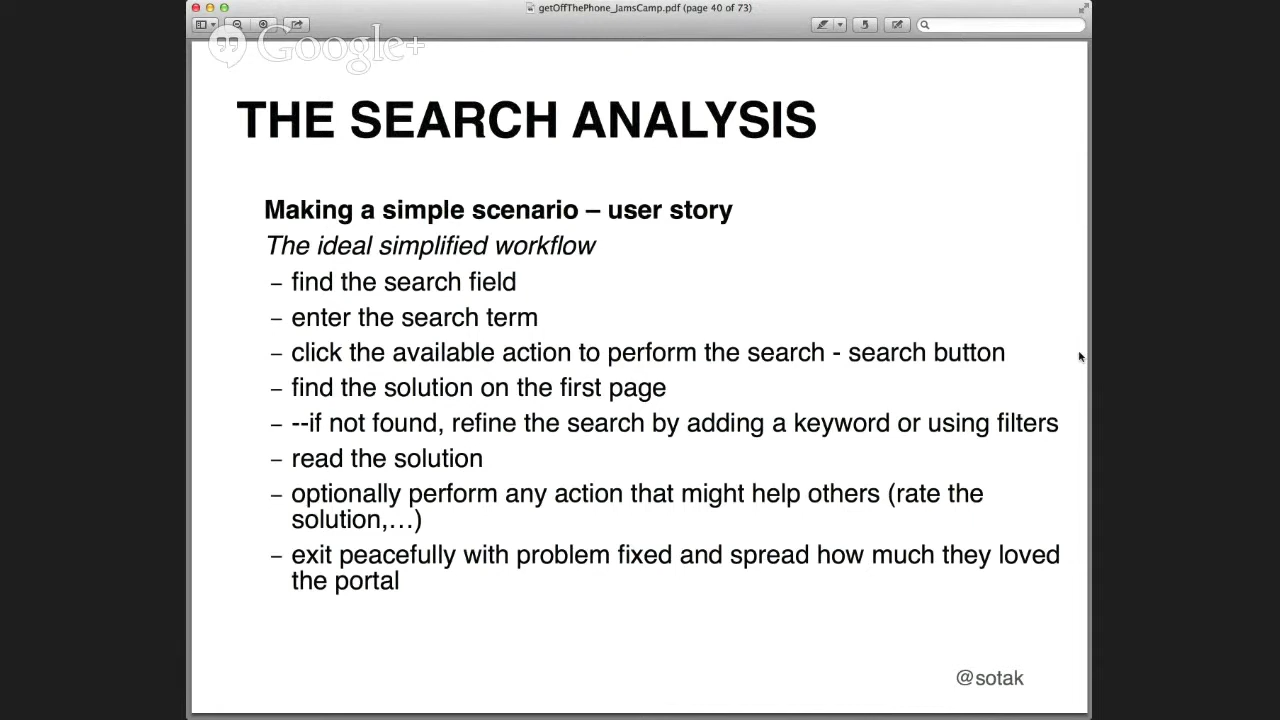 getOffThePhone_JamsCamp.pdf (page 40 of 73)
Google+
THE SEARCH ANALYSIS
Making a simple scenario – user story
The ideal simplified workflow
– find the search field
– enter the search term
– click the available action to perform the search - search button
– find the solution on the first page
– --if not found, refine the search by adding a keyword or using filters
– read the solution
– optionally perform any action that might help others (rate the
solution,…)
– exit peacefully with problem fixed and spread how much they loved
the portal
@sotak